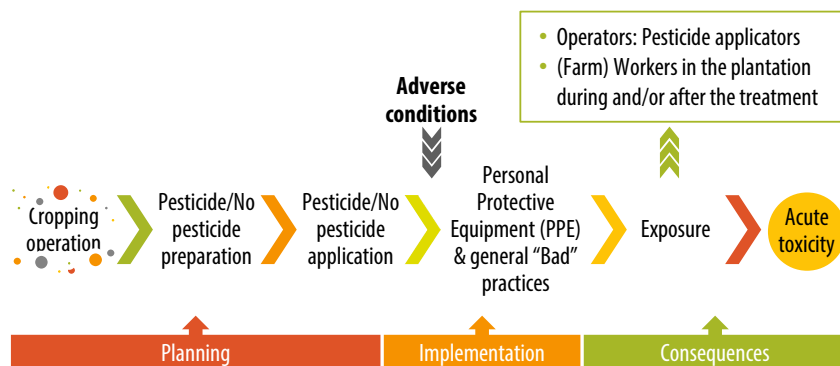 • Operators: Pesticide applicators
• (Farm) Workers in the plantation
during and/or after the treatment
Adverse
conditions
Cropping
operation
Pesticide/No
pesticide
preparation
Pesticide/No
pesticide
application
Personal
Protective
Equipment (PPE)
& general “Bad”
practices
Exposure
Acute
toxicity
Planning
Implementation
Consequences